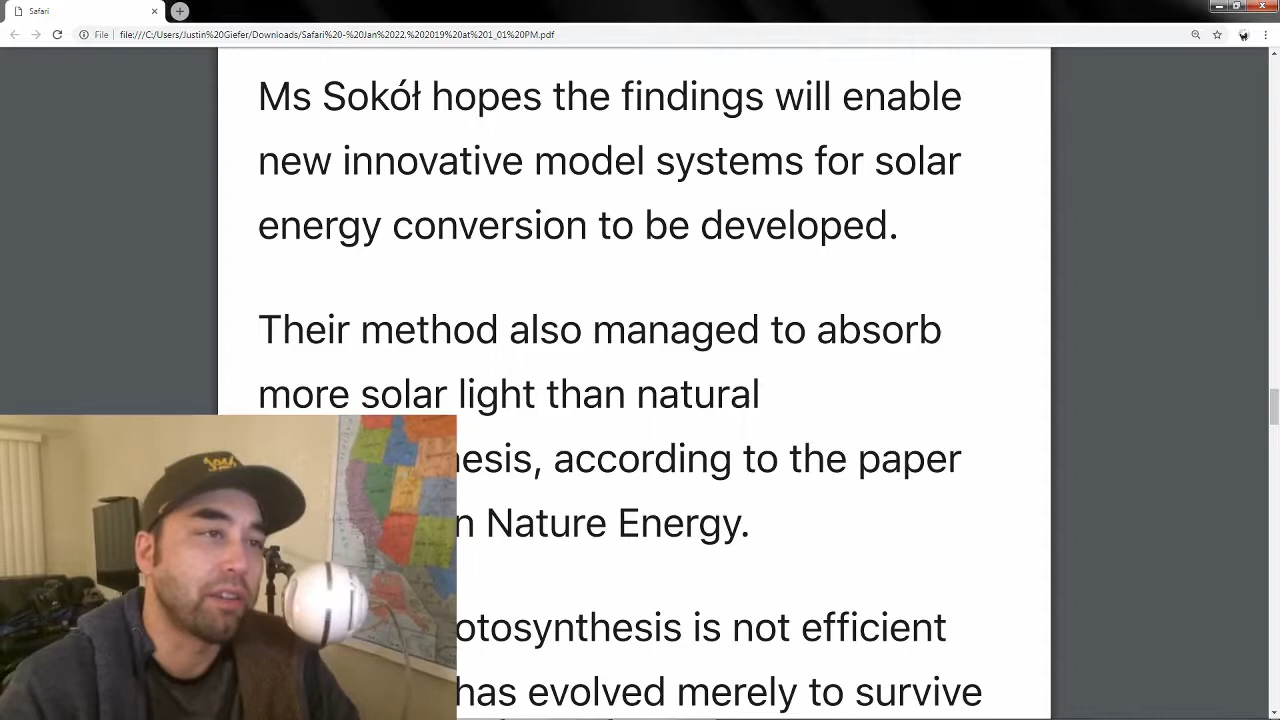 Safari
File | file:///C:/Users/Justin%20Giefer/Downloads/Safari%20-%20Jan%2022,%202019%20at%201_01%20PM.pdf
Ms Sokół hopes the findings will enable
new innovative model systems for solar
energy conversion to be developed.
Their method also managed to absorb
more solar light than natural
hesis, according to the paper
n Nature Energy.
otosynthesis is not efficient
has evolved merely to survive